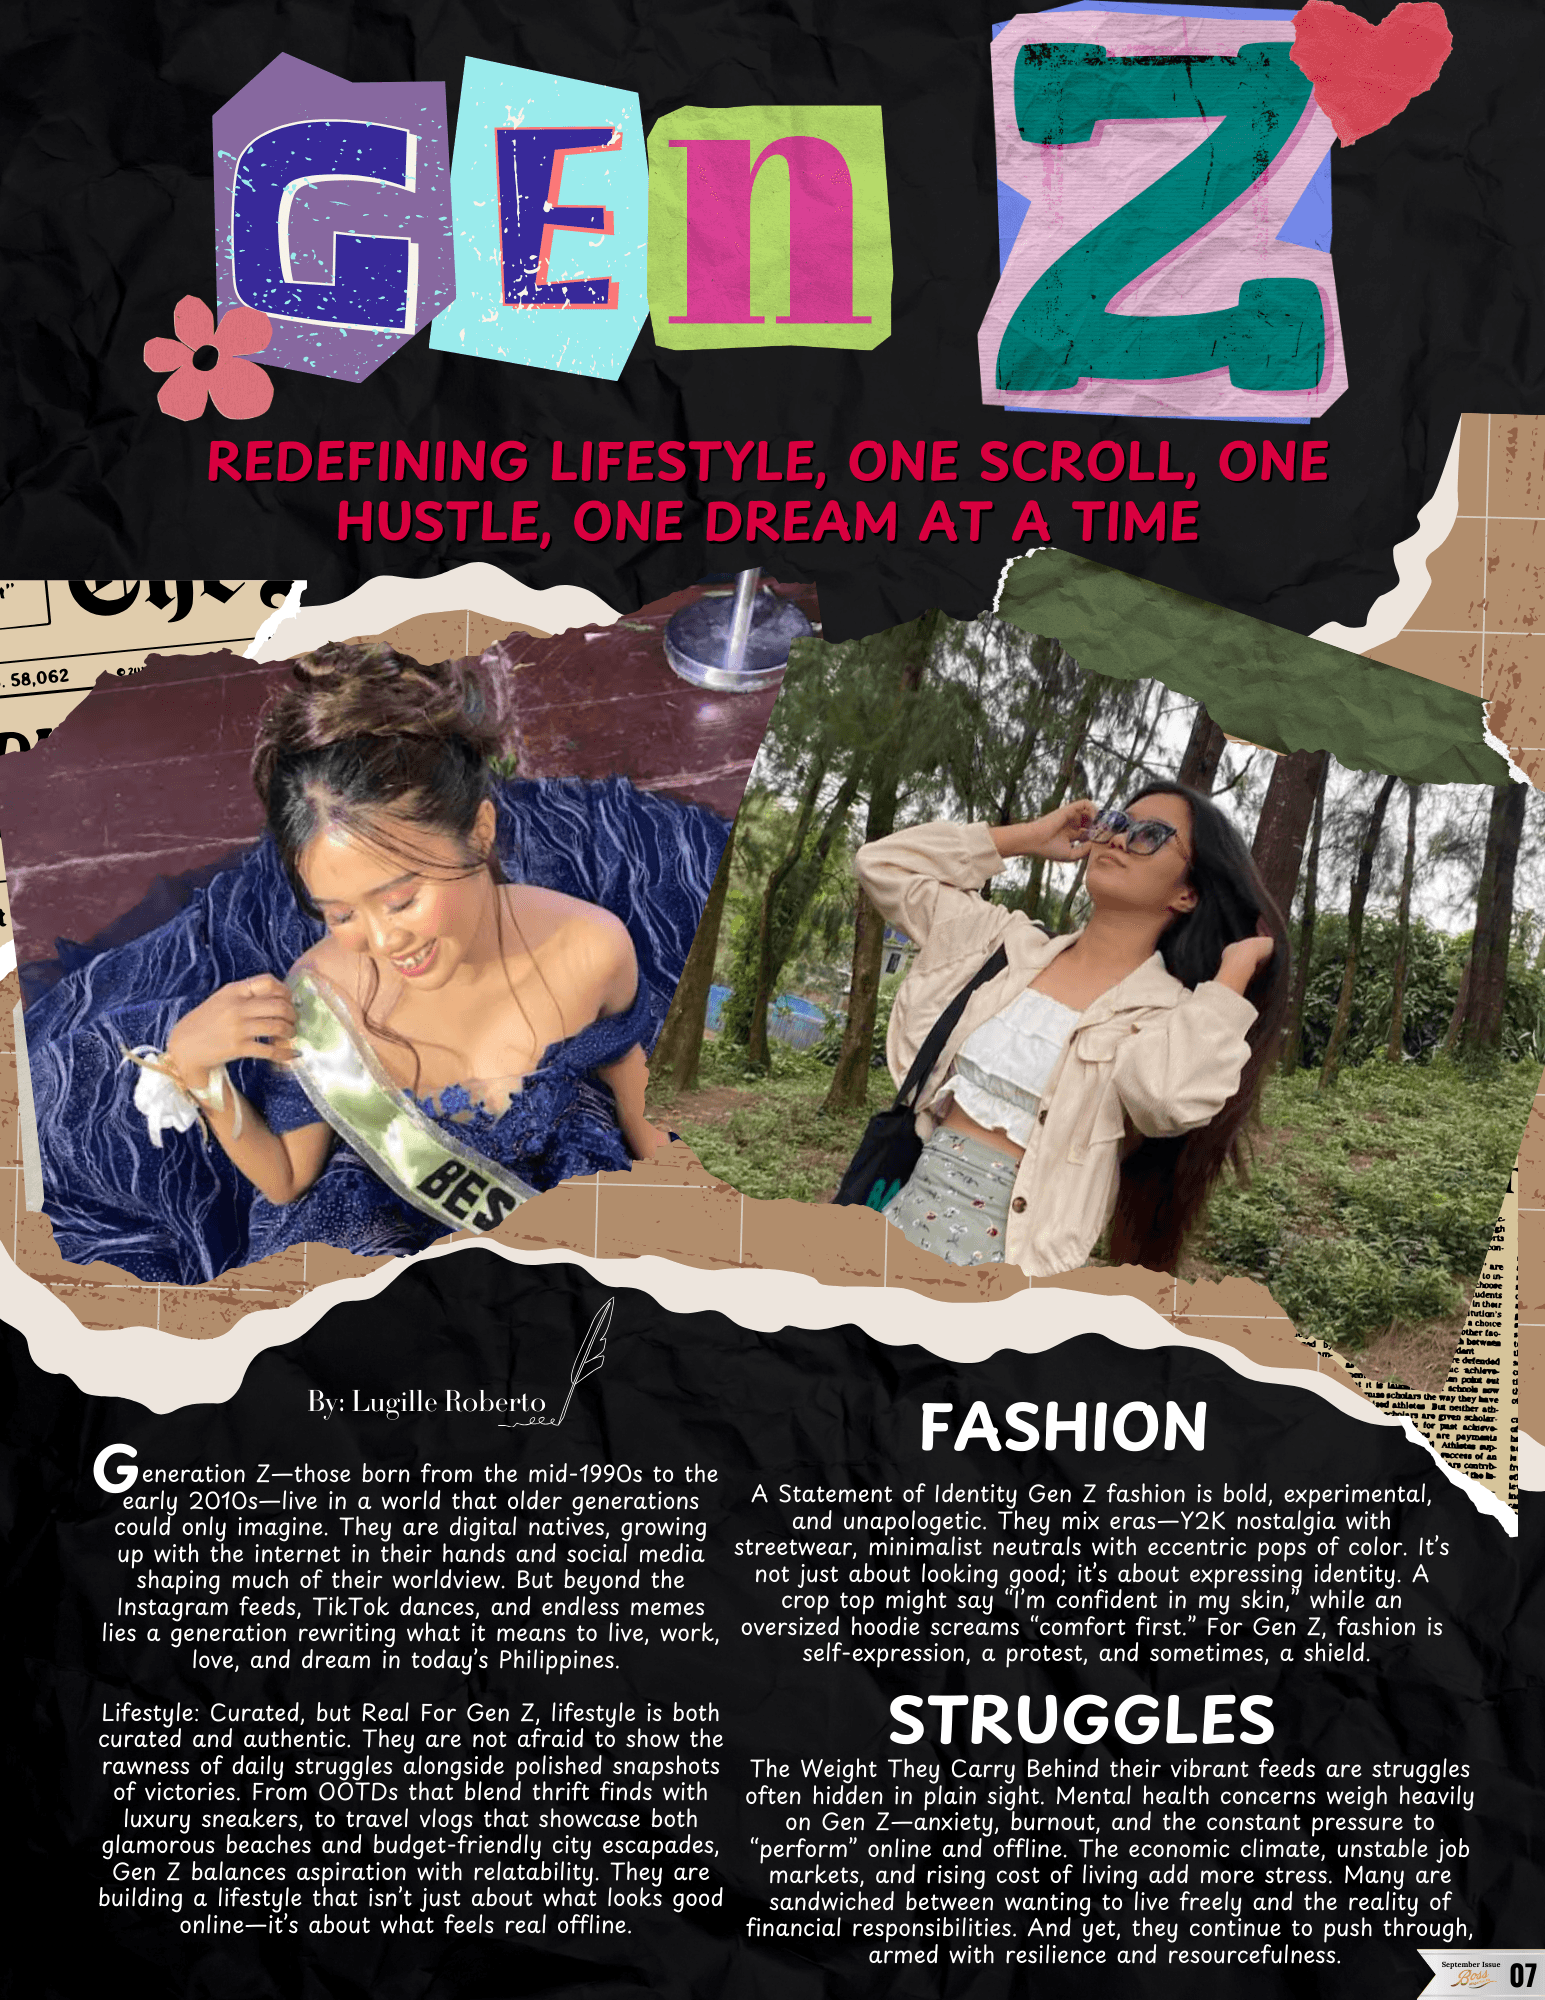 GEn Z
REDEFINING LIFESTYLE, ONE SCROLL, ONE
HUSTLE, ONE DREAM AT A TIME
. 58,062
BES
By: Lugille Roberto
Generation Z—those born from the mid-1990s to the
early 2010s—live in a world that older generations
could only imagine. They are digital natives, growing
up with the internet in their hands and social media
shaping much of their worldview. But beyond the
Instagram feeds, TikTok dances, and endless memes
lies a generation rewriting what it means to live, work,
love, and dream in today's Philippines.
Lifestyle: Curated, but Real For Gen Z, lifestyle is both
curated and authentic. They are not afraid to show the
rawness of daily struggles alongside polished snapshots
of victories. From OOTDs that blend thrift finds with
luxury sneakers, to travel vlogs that showcase both
glamorous beaches and budget-friendly city escapades,
Gen Z balances aspiration with relatability. They are
building a lifestyle that isn't just about what looks good
online—it's about what feels real offline.
FASHION
A Statement of Identity Gen Z fashion is bold, experimental,
and unapologetic. They mix eras—Y2K nostalgia with
streetwear, minimalist neutrals with eccentric pops of color. It's
not just about looking good; it's about expressing identity. A
crop top might say "I'm confident in my skin," while an
oversized hoodie screams "comfort first." For Gen Z, fashion is
self-expression, a protest, and sometimes, a shield.
STRUGGLES
The Weight They Carry Behind their vibrant feeds are struggles
often hidden in plain sight. Mental health concerns weigh heavily
on Gen Z—anxiety, burnout, and the constant pressure to
"perform" online and offline. The economic climate, unstable job
markets, and rising cost of living add more stress. Many are
sandwiched between wanting to live freely and the reality of
financial responsibilities. And yet, they continue to push through,
armed with resilience and resourcefulness.
September Issue
Boss
07